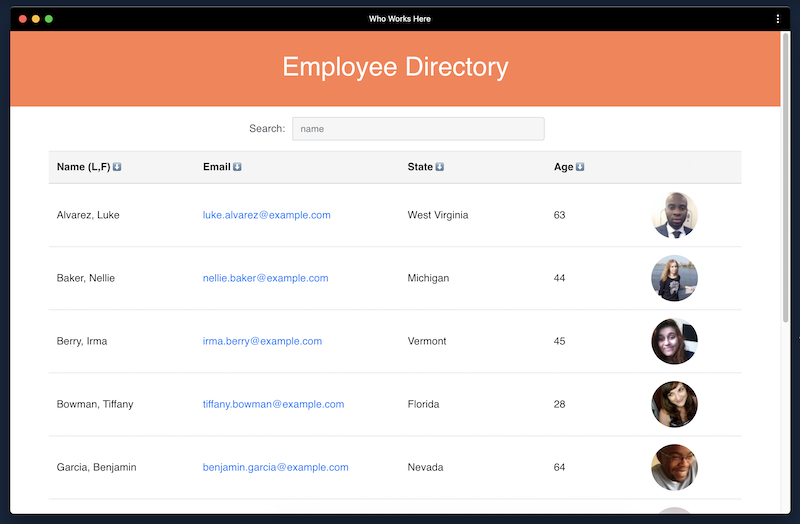 Who Works Here
Employee Directory
Search: name
Name (L,F) Email State Age
Alvarez, Luke luke.alvarez@example.com West Virginia 63
Baker, Nellie nellie.baker@example.com Michigan 44
Berry, Irma irma.berry@example.com Vermont 45
Bowman, Tiffany tiffany.bowman@example.com Florida 28
Garcia, Benjamin benjamin.garcia@example.com Nevada 64